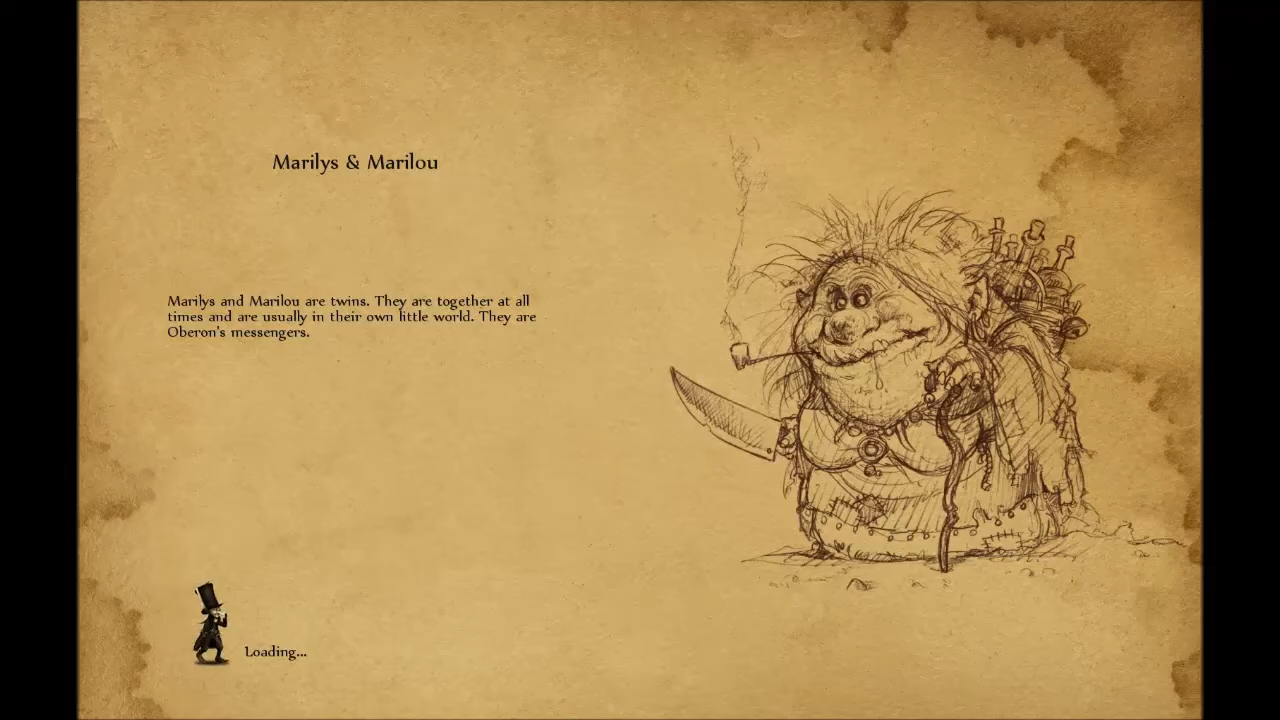 Marilys & Marilou
Marilys and Marilou are twins. They are together at all
times and are usually in their own little world. They are
Oberon's messengers.
Loading...